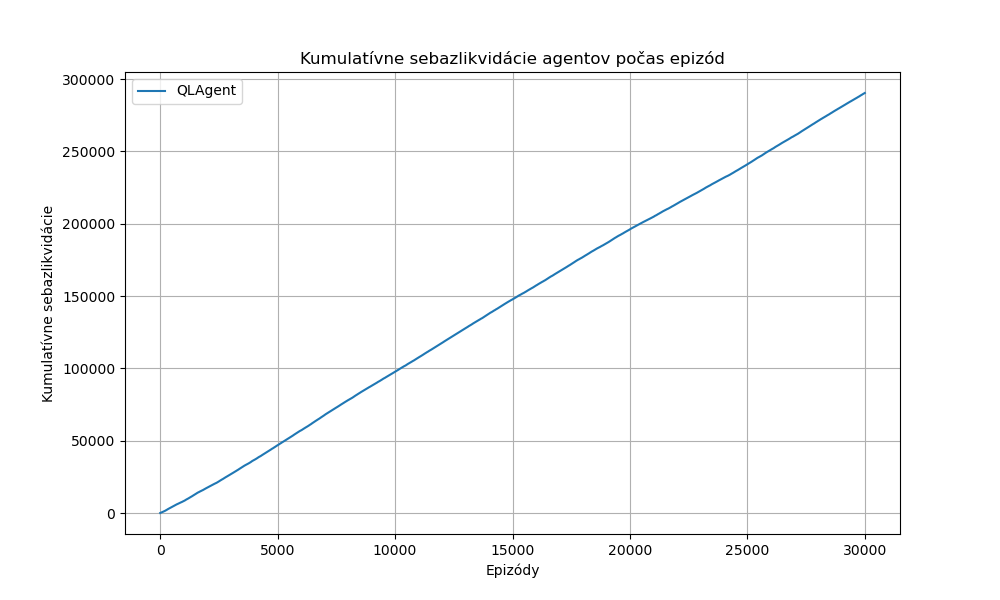 Kumulatívne sebazlikvidácie agentov počas epizód
QLAgent
Kumulatívne sebazlikvidácie
300000
250000
200000
150000
100000
50000
0
0 5000 10000 15000 20000 25000 30000
Epizódy